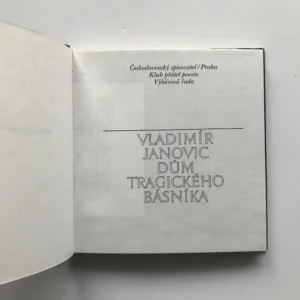 Československý spisovatel/Praha
Klub přátel poezie
Výběrová řada
VLADIMÍR
JANOVIC
DŮM
TRAGICKÉHO
BÁSNÍKA